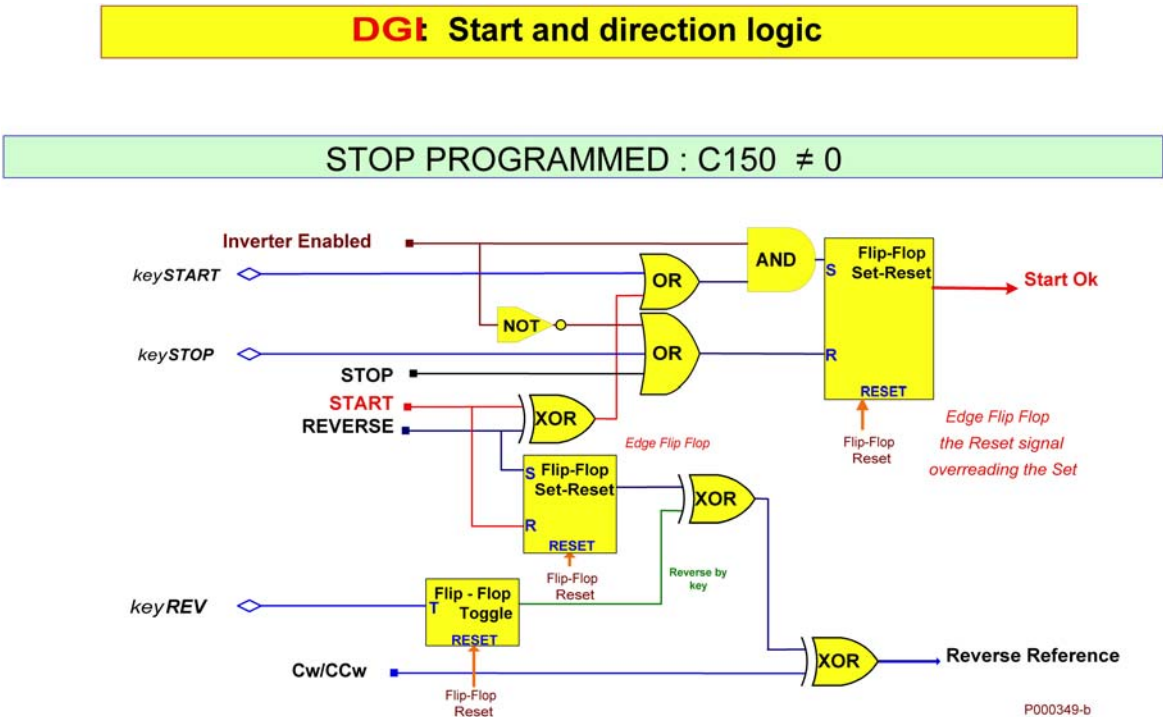 DGI: Start and direction logic
STOP PROGRAMMED : C150 ≠ 0
Inverter Enabled
keySTART
NOT
OR
AND
S
Flip-Flop
Set-Reset
Start Ok
keySTOP
OR
R
STOP
START
REVERSE
XOR
RESET
Flip-Flop
Reset
Edge Flip Flop
the Reset signal
overreading the Set
Edge Flip Flop
S
Flip-Flop
Set-Reset
R
RESET
Flip-Flop
Reset
XOR
Reverse by
key
keyREV
Flip - Flop
T
Toggle
RESET
Flip-Flop
Reset
Cw/CCw
XOR
Reverse Reference
P000349-b